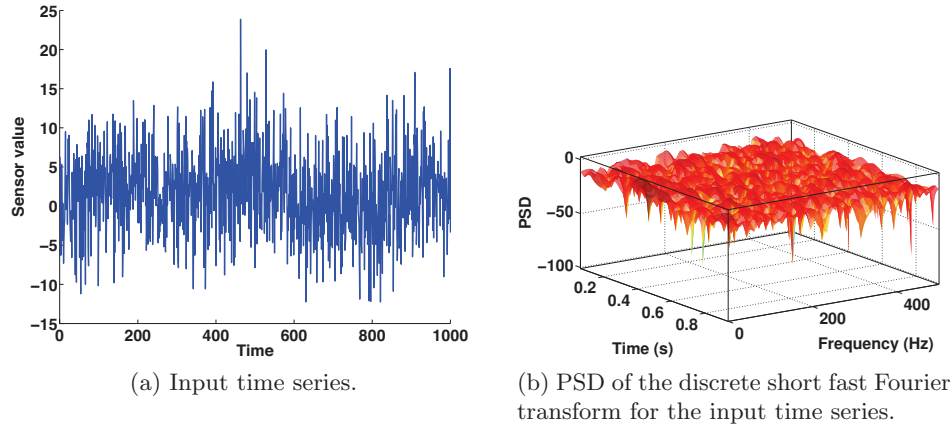 25
20
15
10
5
0
−5
−10
−15
Sensor value
0 200 400 600 800 1000
Time
(a) Input time series.
0
−50
−100
PSD
0.2 0.4 0.6 0.8
Time (s)
0 200 400
Frequency (Hz)
(b) PSD of the discrete short fast Fourier
transform for the input time series.